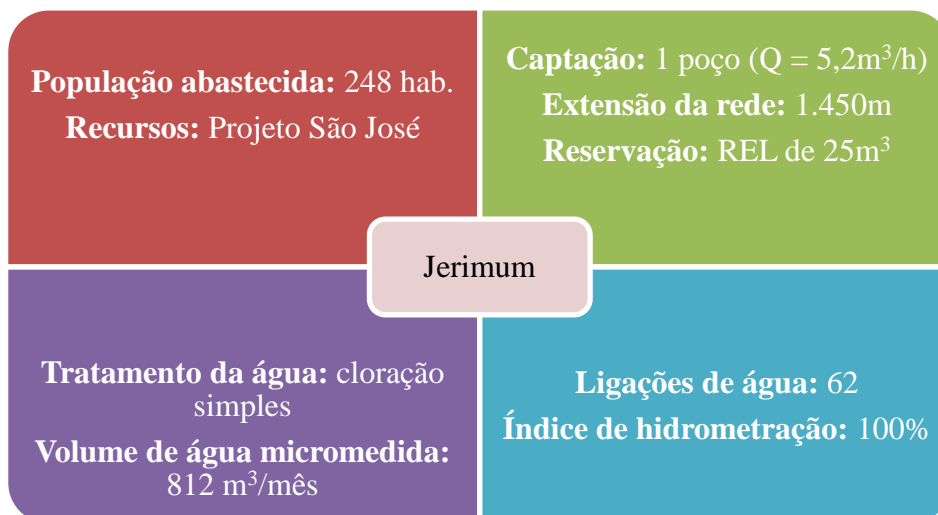 População abastecida: 248 hab.
Recursos: Projeto São José
Captação: 1 poço (Q = 5,2m³/h)
Extensão da rede: 1.450m
Reservação: REL de 25m³
Jerimum
Tratamento da água: cloração
simples
Volume de água micromedida:
812 m³/mês
Ligações de água: 62
Índice de hidrometração: 100%